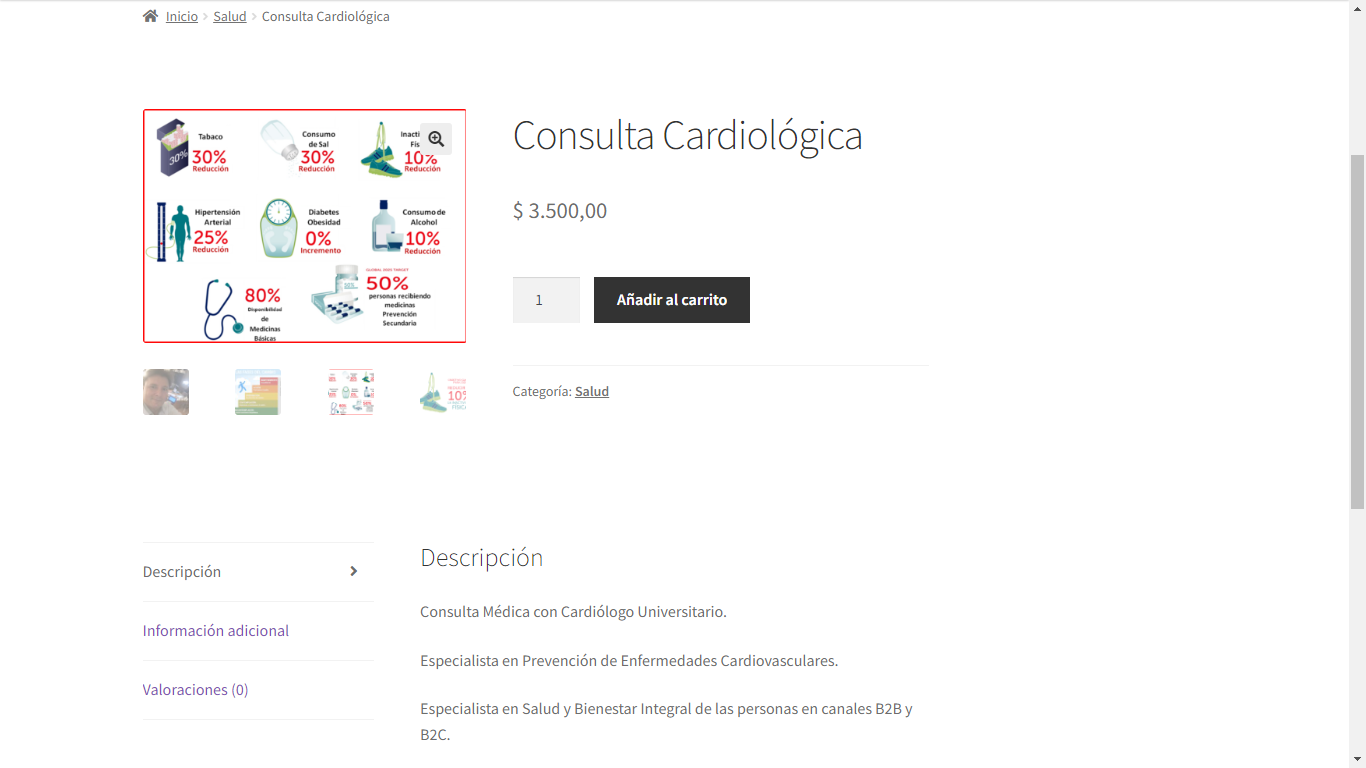 Inicio > Salud > Consulta Cardiológica
Tabaco
30%
30%
Reducción
Consumo
de Sal
30%
Reducción
10%
Reducción
Hipertensión
Arterial
25%
Reducción
Diabetes
Obesidad
0%
Incremento
Consumo de
Alcohol
10%
Reducción
80%
Disponibilidad
de
Medicinas
Básicas
GLOBAL 2025 TARGET
50%
personas recibiendo
medicinas
Prevención
Secundaria
Consulta Cardiológica
$ 3.500,00
1
Añadir al carrito
Categoría: Salud
Descripción
Información adicional
Valoraciones (0)
Descripción
Consulta Médica con Cardiólogo Universitario.
Especialista en Prevención de Enfermedades Cardiovasculares.
Especialista en Salud y Bienestar Integral de las personas en canales B2B y
B2C.